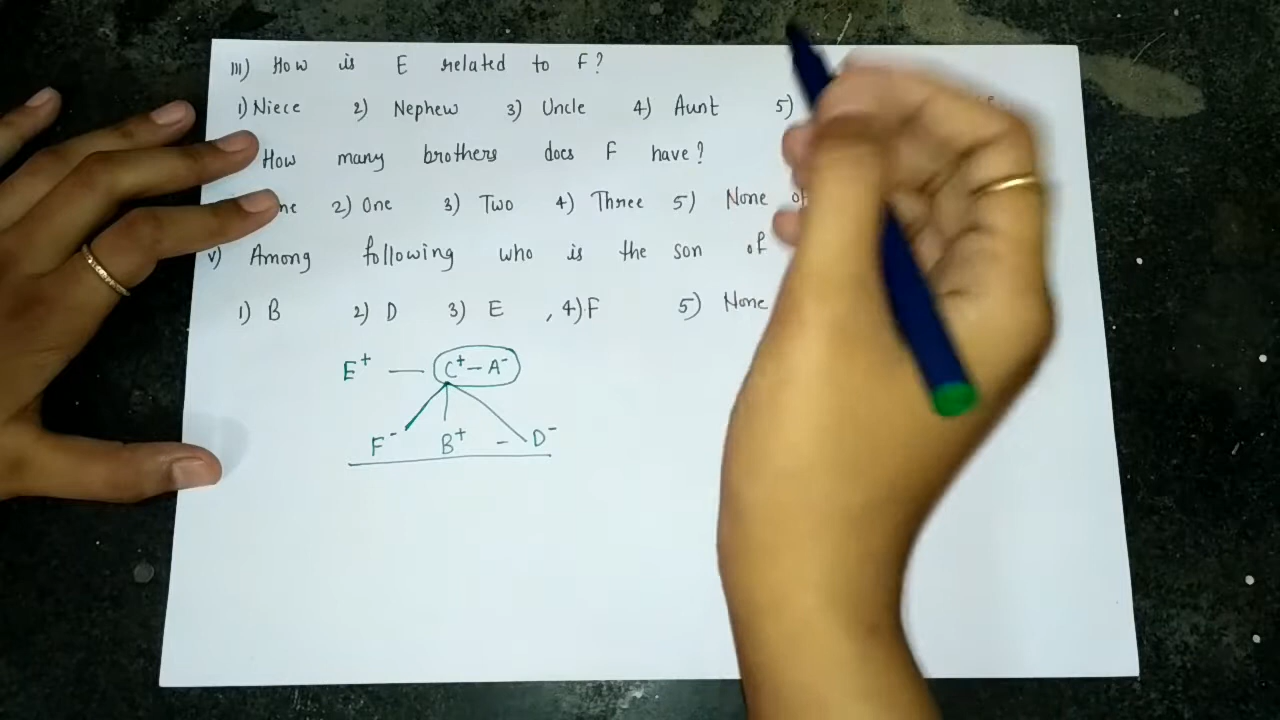 III) How is E related to F?
1) Niece 2) Nephew 3) Uncle 4) Aunt 5)
How many brothers does F have?
2) One 3) Two 4) Three 5) None of
V) Among following who is the son of
1) B 2) D 3) E , 4) F 5) None
E+ — C+ – A-
F- B+ – D-